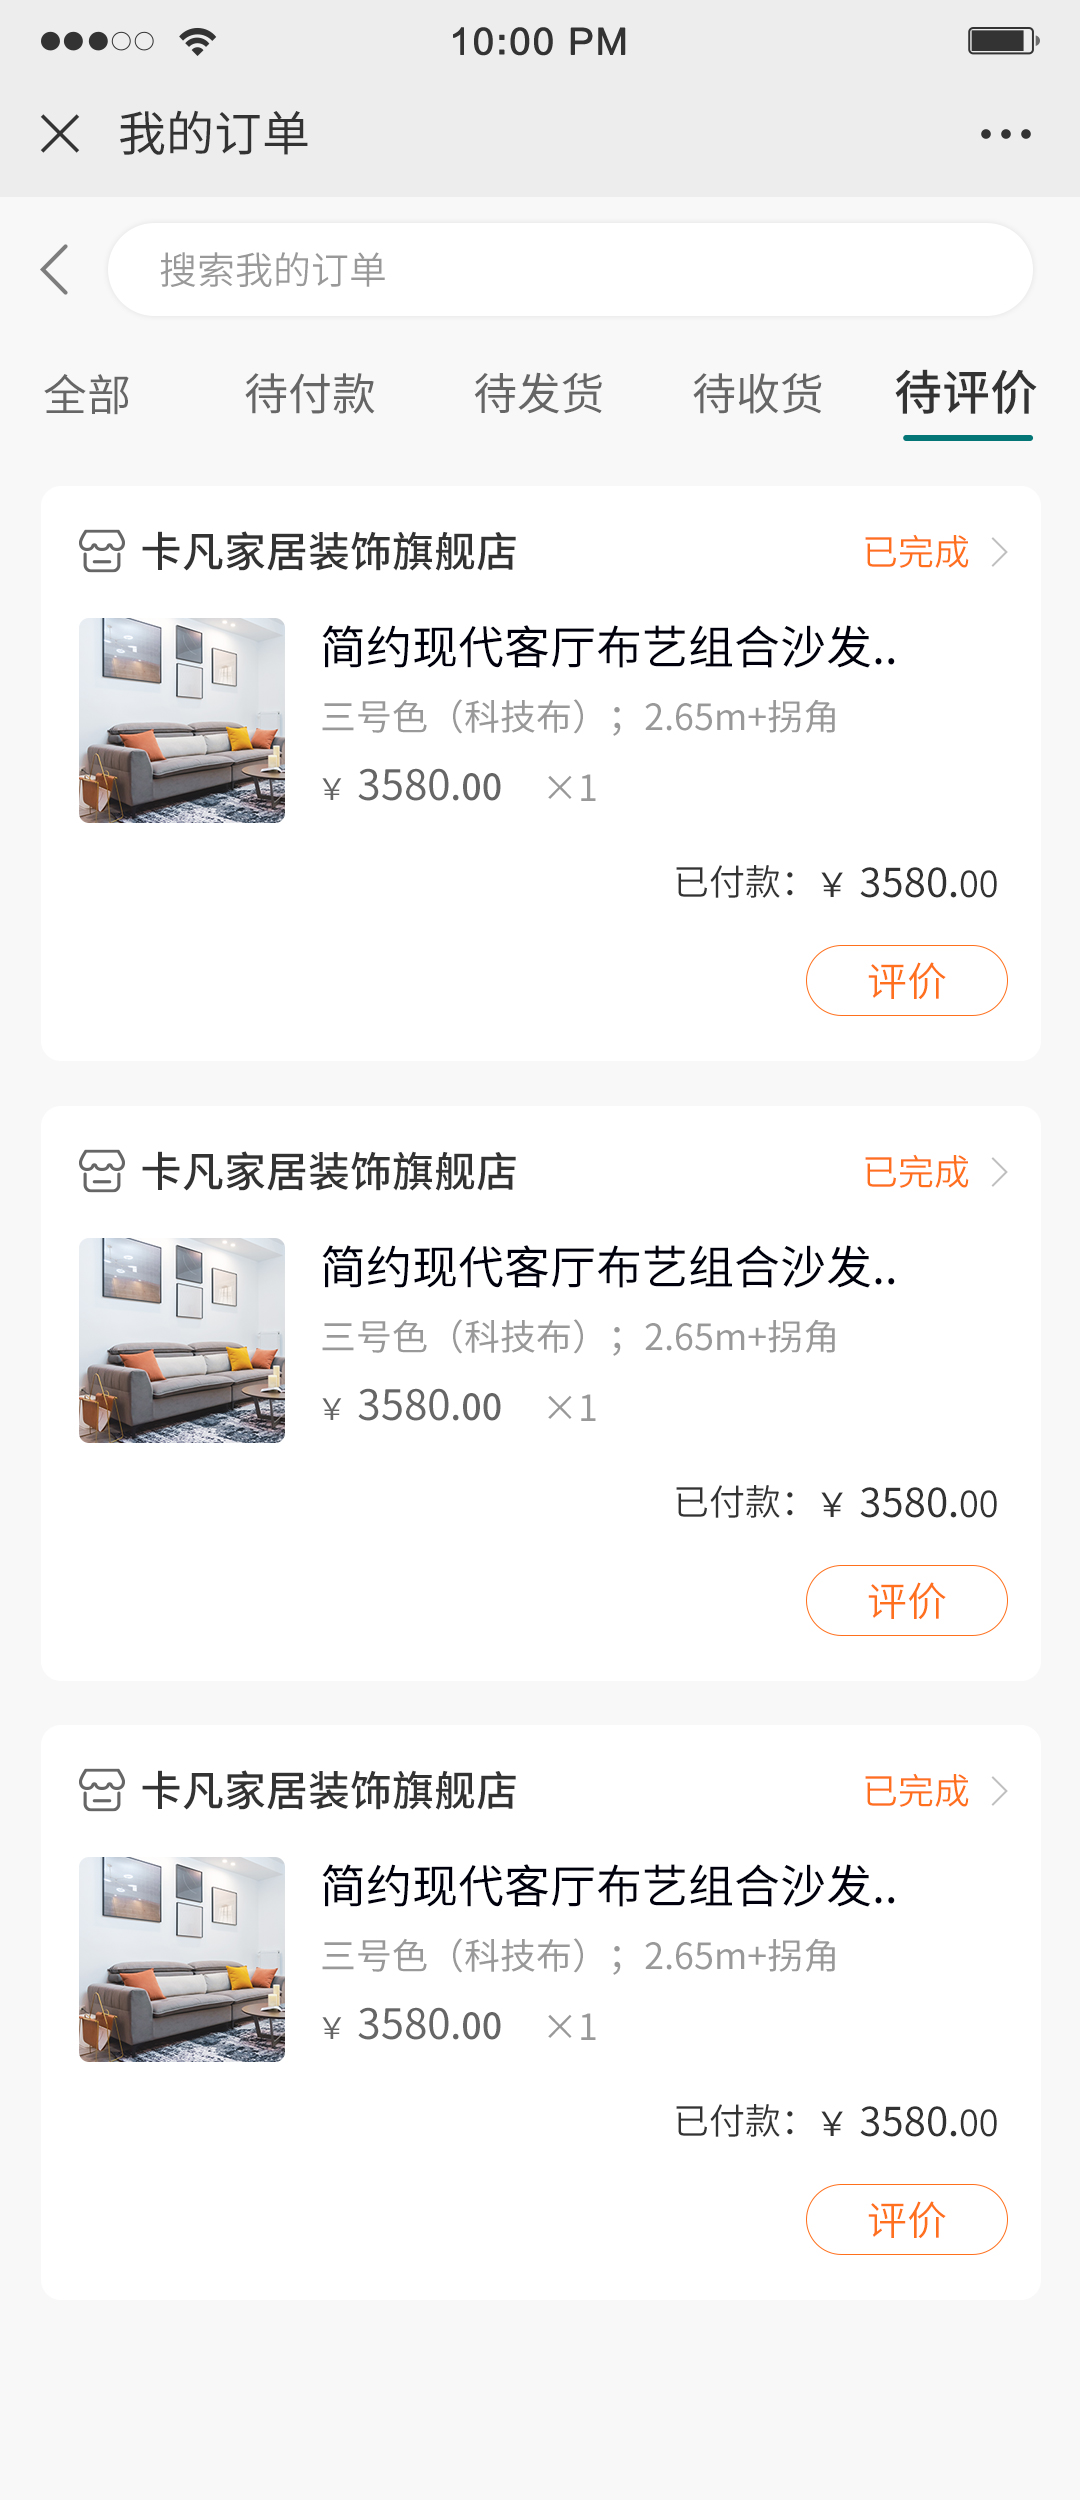 10:00 PM
我的订单
搜索我的订单
全部 待付款 待发货 待收货 待评价
卡凡家居装饰旗舰店 已完成
简约现代客厅布艺组合沙发..
三号色（科技布）；2.65m+拐角
¥ 3580.00 ×1
已付款：¥ 3580.00
评价
卡凡家居装饰旗舰店 已完成
简约现代客厅布艺组合沙发..
三号色（科技布）；2.65m+拐角
¥ 3580.00 ×1
已付款：¥ 3580.00
评价
卡凡家居装饰旗舰店 已完成
简约现代客厅布艺组合沙发..
三号色（科技布）；2.65m+拐角
¥ 3580.00 ×1
已付款：¥ 3580.00
评价